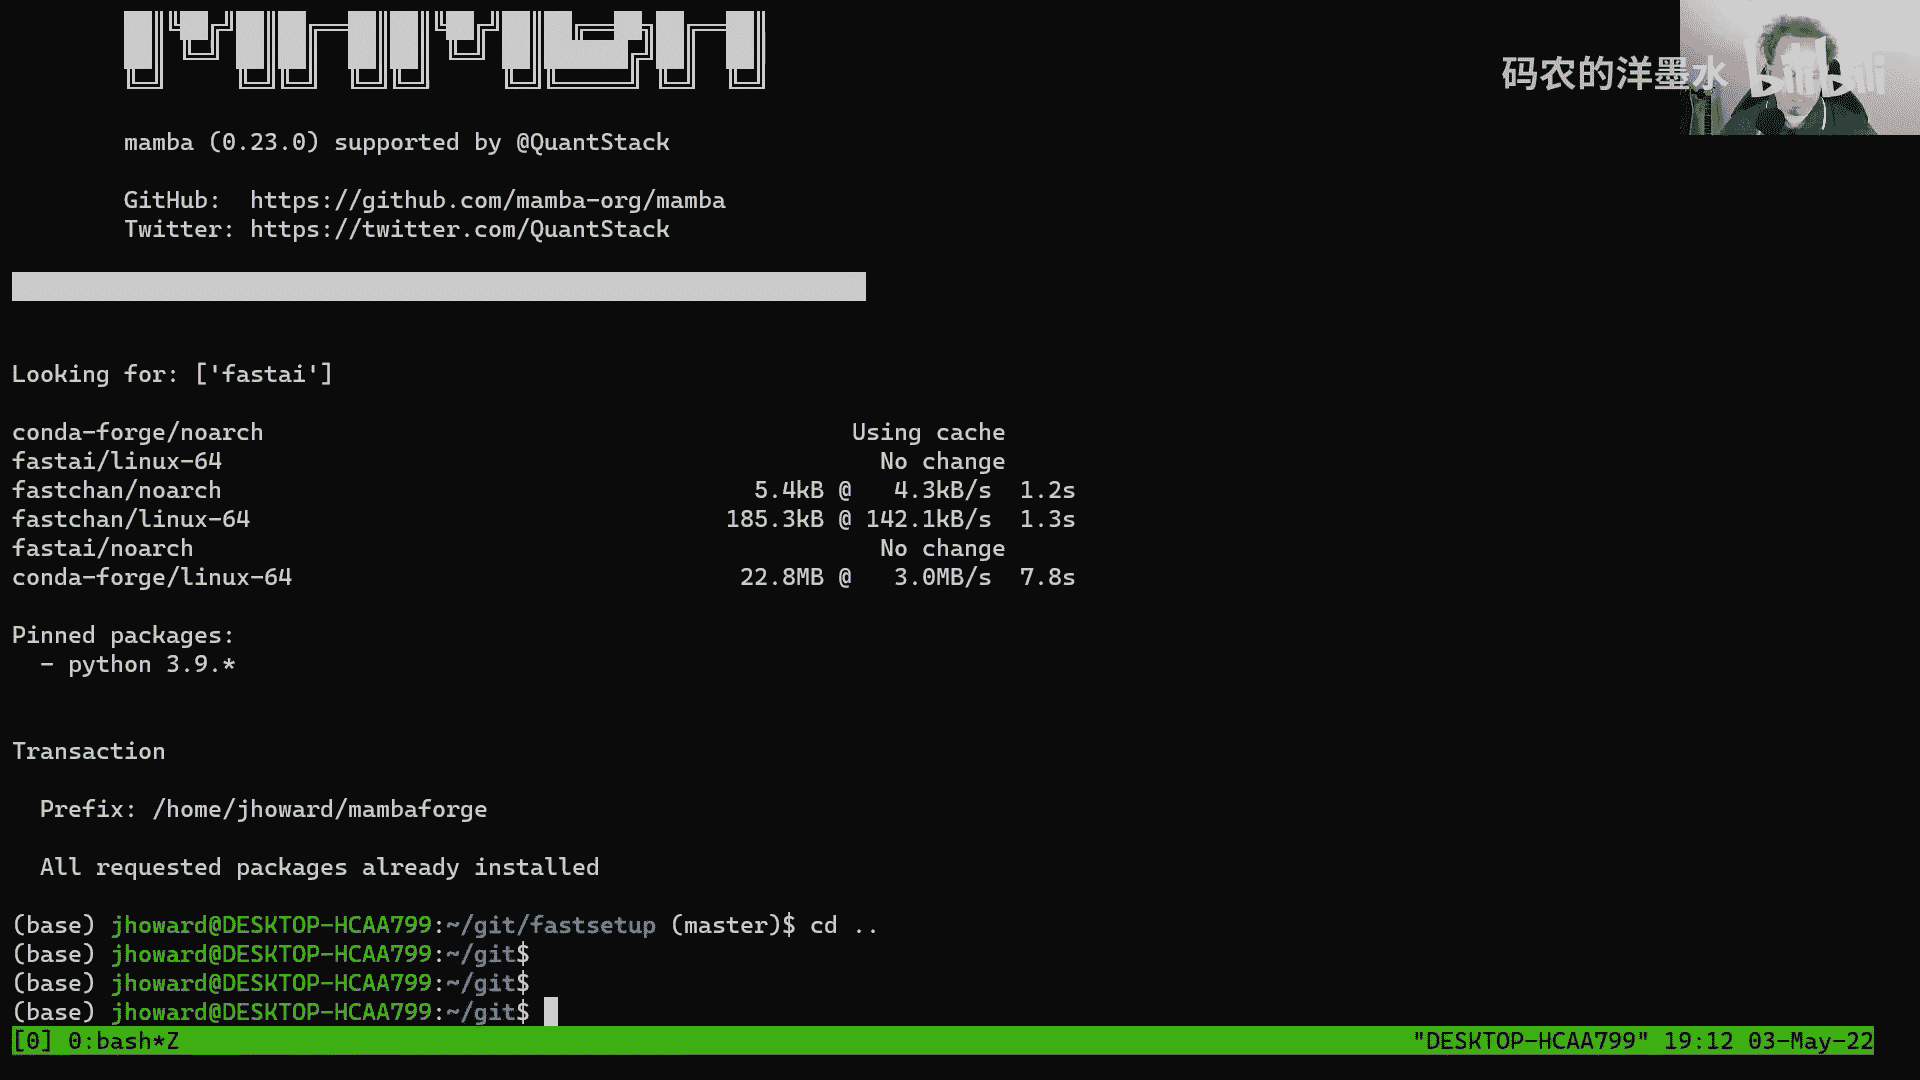 码农的洋墨水 bilibili
mamba (0.23.0) supported by @QuantStack
GitHub:  https://github.com/mamba-org/mamba
Twitter: https://twitter.com/QuantStack
Looking for: ['fastai']
conda-forge/noarch Using cache
fastai/linux-64 No change
fastchan/noarch 5.4kB @ 4.3kB/s 1.2s
fastchan/linux-64 185.3kB @ 142.1kB/s 1.3s
fastai/noarch No change
conda-forge/linux-64 22.8MB @ 3.0MB/s 7.8s
Pinned packages:
- python 3.9.*
Transaction
Prefix: /home/jhoward/mambaforge
All requested packages already installed
(base) jhoward@DESKTOP-HCAA799:~/git/fastsetup (master)$ cd ..
(base) jhoward@DESKTOP-HCAA799:~/git$
(base) jhoward@DESKTOP-HCAA799:~/git$
(base) jhoward@DESKTOP-HCAA799:~/git$
[0] 0:bash*Z "DESKTOP-HCAA799" 19:12 03-May-22